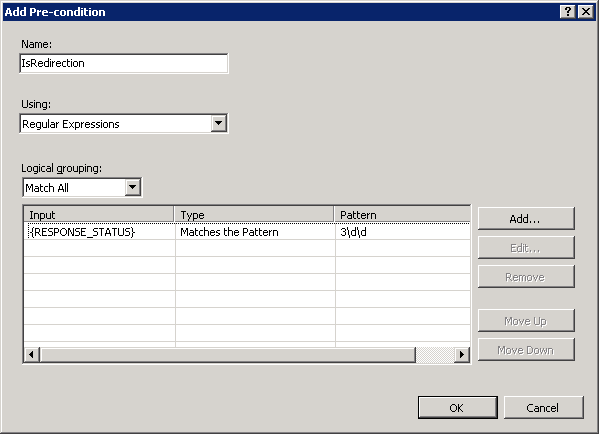 Add Pre-condition
Name:
IsRedirection
Using:
Regular Expressions
Logical grouping:
Match All
Input Type Pattern
{RESPONSE_STATUS} Matches the Pattern 3\d\d
Add...
Edit...
Remove
Move Up
Move Down
OK Cancel